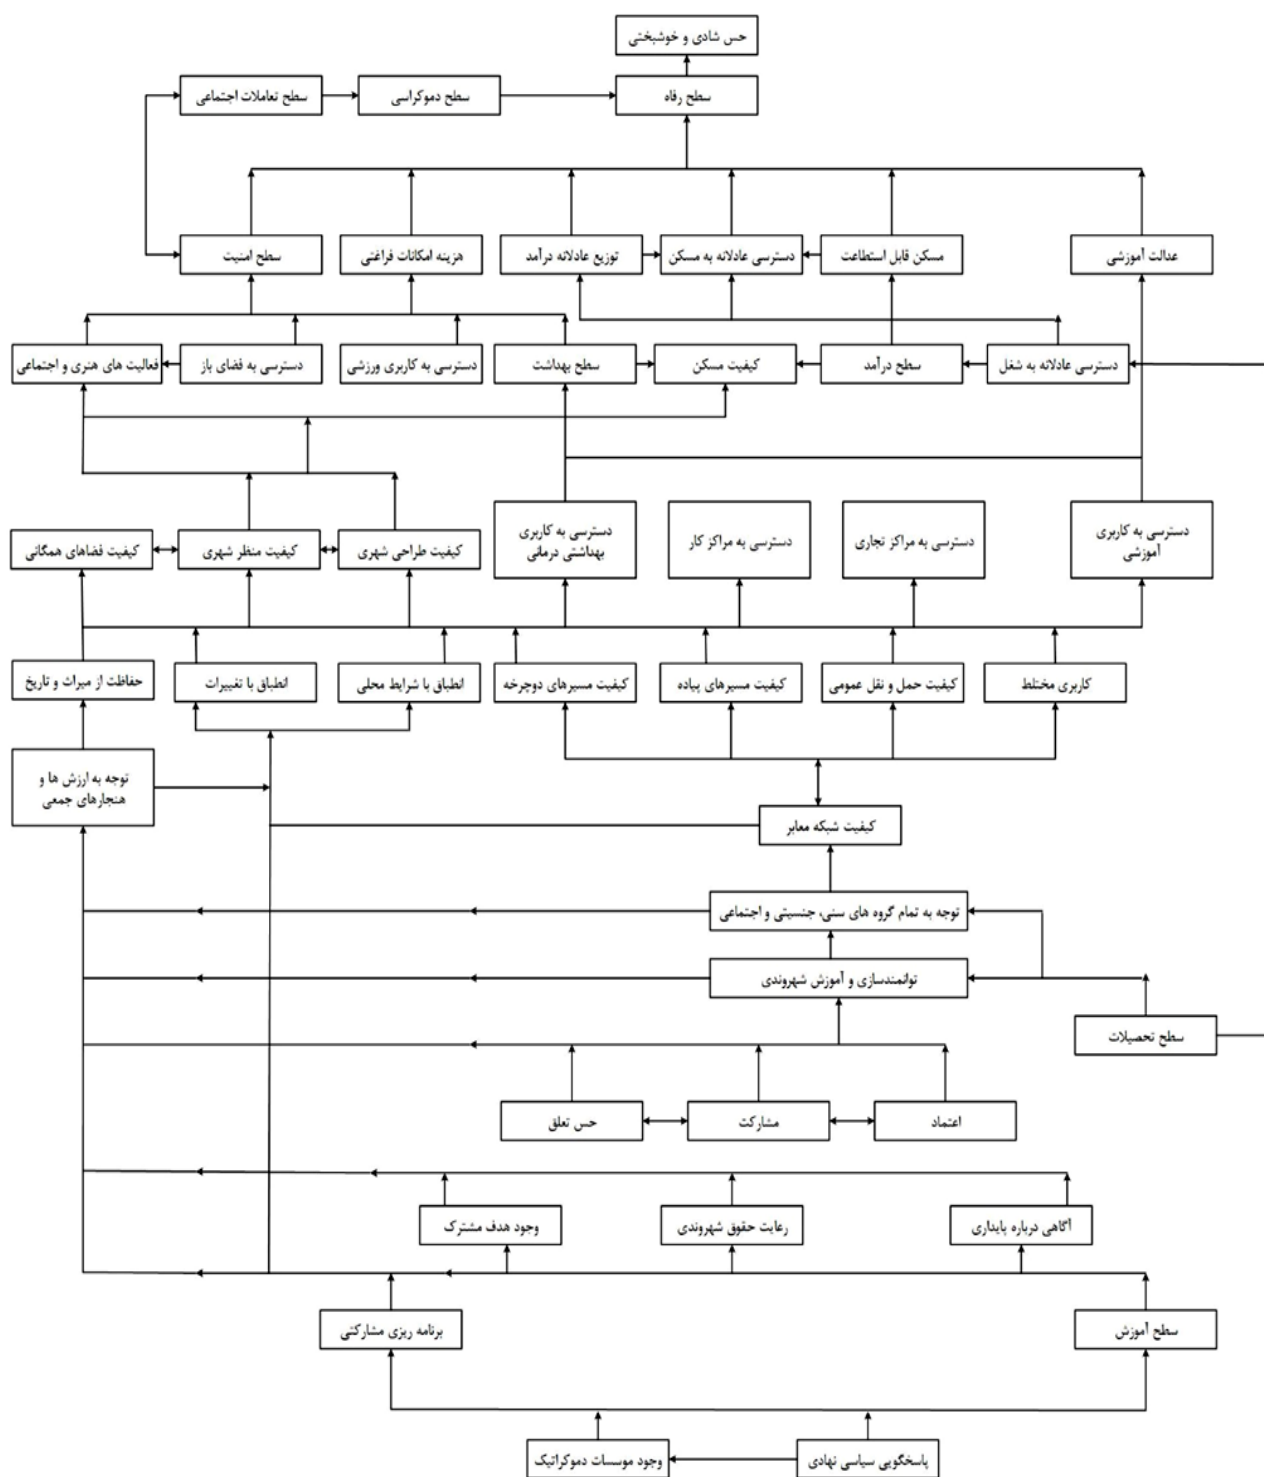 حس شادی و خوشبختی
سطح رفاه
سطح دموکراسی
سطح تعاملات اجتماعی
عدالت آموزشی
مسکن قابل استطاعت
دسترسی عادلانه به مسکن
توزیع عادلانه درآمد
هزینه امکانات فراغتی
سطح امنیت
دسترسی عادلانه به شغل
سطح درآمد
کیفیت مسکن
سطح بهداشت
دسترسی به کاربری ورزشی
دسترسی به فضای باز
فعالیت های هنری و اجتماعی
دسترسی به کاربری
آموزشی
دسترسی به مراکز تجاری
دسترسی به مراکز کار
دسترسی به کاربری
بهداشتی درمانی
کیفیت طراحی شهری
کیفیت منظر شهری
کیفیت فضاهای همگانی
کاربری مختلط
کیفیت حمل و نقل عمومی
کیفیت مسیرهای پیاده
کیفیت مسیرهای دوچرخه
انطباق با شرایط محلی
انطباق با تغییرات
حفاظت از میراث و تاریخ
توجه به ارزش ها و
هنجارهای جمعی
کیفیت شبکه معابر
توجه به تمام گروه های سنی، جنسیتی و اجتماعی
توانمندسازی و آموزش شهروندی
سطح تحصیلات
اعتماد
مشارکت
حس تعلق
آگاهی درباره پایداری
رعایت حقوق شهروندی
وجود هدف مشترک
سطح آموزش
برنامه ریزی مشارکتی
پاسخگویی سیاسی نهادی
وجود موسسات دموکراتیک